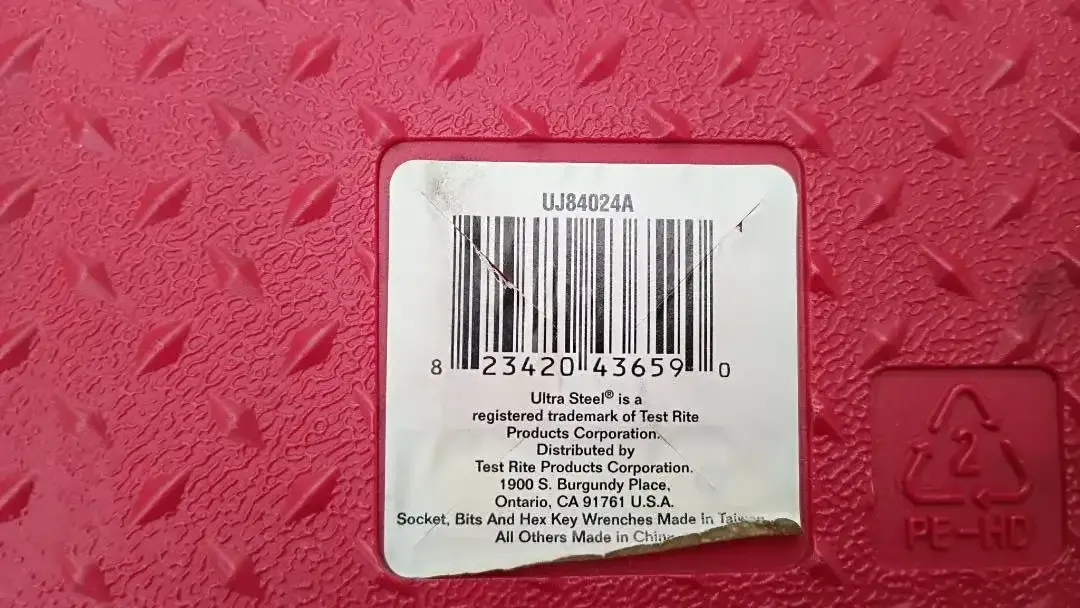 UJ84024A
8 23420 43659 0
Ultra Steel® is a
registered trademark of Test Rite
Products Corporation.
Distributed by
Test Rite Products Corporation.
1900 S. Burgundy Place,
Ontario, CA 91761 U.S.A.
Socket, Bits And Hex Key Wrenches Made in Taiwan
All Others Made in China
2
PE-HD